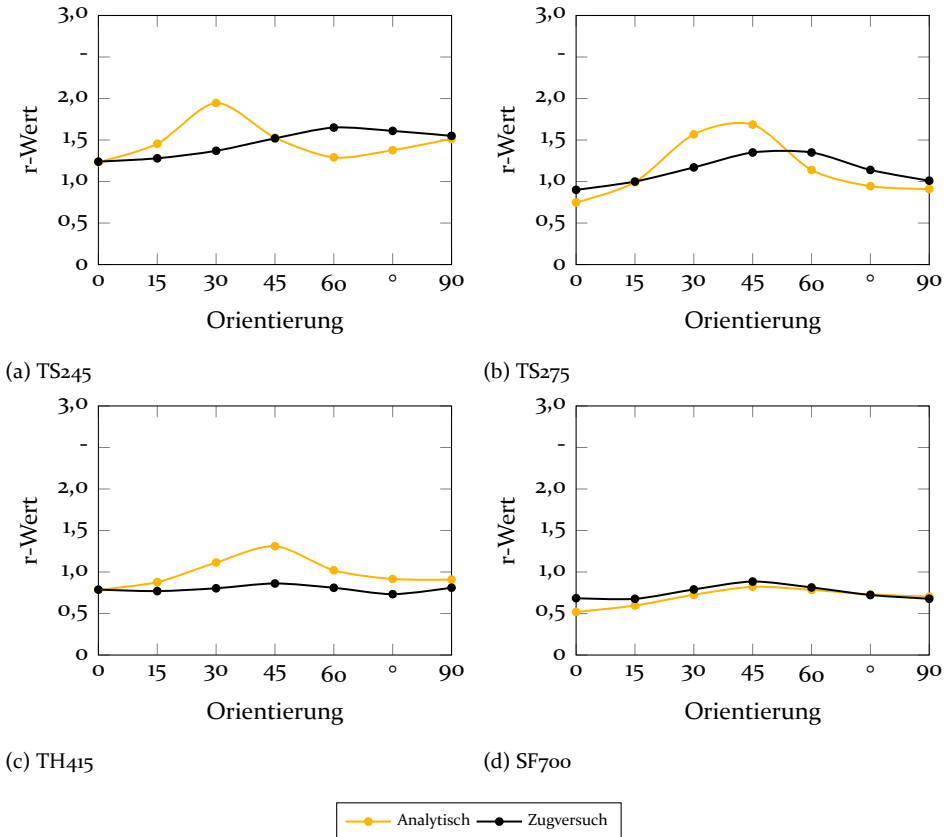 3,0
-
2,0
1,5
1,0
0,5
0
r-Wert
0 15 30 45 60 ° 90
Orientierung
(a) TS245
3,0
-
2,0
1,5
1,0
0,5
0
r-Wert
0 15 30 45 60 ° 90
Orientierung
(b) TS275
3,0
-
2,0
1,5
1,0
0,5
0
r-Wert
0 15 30 45 60 ° 90
Orientierung
(c) TH415
3,0
-
2,0
1,5
1,0
0,5
0
r-Wert
0 15 30 45 60 ° 90
Orientierung
(d) SF700
Analytisch Zugversuch